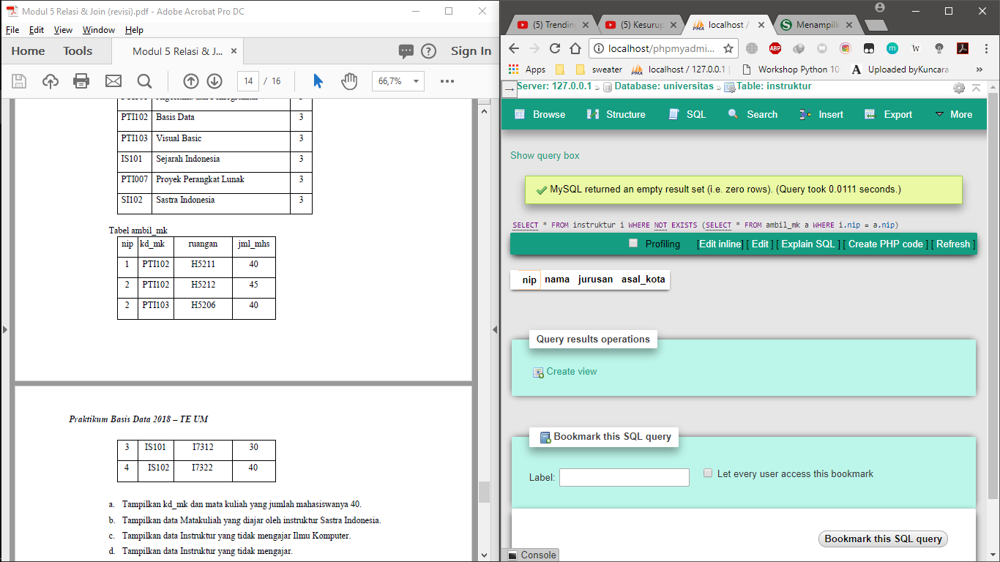 Modul 5 Relasi & Join (revisi).pdf - Adobe Acrobat Pro DC
File Edit View Window Help
Home Tools Modul 5 Relasi & J... × Sign In
14 / 16 66,7%
PTI102 Basis Data 3
PTI103 Visual Basic 3
IS101 Sejarah Indonesia 3
PTI007 Proyek Perangkat Lunak 3
SI102 Sastra Indonesia 3
Tabel ambil_mk
nip kd_mk ruangan jml_mhs
1 PTI102 H5211 40
2 PTI102 H5212 45
2 PTI103 H5206 40
Praktikum Basis Data 2018 – TE UM
3 IS101 I7312 30
4 IS102 I7322 40
a. Tampilkan kd_mk dan mata kuliah yang jumlah mahasiswanya 40.
b. Tampilkan data Matakuliah yang diajar oleh instruktur Sastra Indonesia.
c. Tampilkan data Instruktur yang tidak mengajar Ilmu Komputer.
d. Tampilkan data Instruktur yang tidak mengajar.
(5) Trending (5) Kesurup localhost / Menampilk
localhost/phpmyadmi...
Apps sweater localhost / 127.0.0.1 Workshop Python 10 Uploaded byKuncara »
Server: 127.0.0.1 » Database: universitas » Table: instruktur
Browse Structure SQL Search Insert Export More
Show query box
MySQL returned an empty result set (i.e. zero rows). (Query took 0.0111 seconds.)
SELECT * FROM instruktur i WHERE NOT EXISTS (SELECT * FROM ambil_mk a WHERE i.nip = a.nip)
Profiling [Edit inline] [ Edit ] [ Explain SQL ] [ Create PHP code ] [ Refresh ]
nip nama jurusan asal_kota
Query results operations
Create view
Bookmark this SQL query
Label: Let every user access this bookmark
Bookmark this SQL query
Console